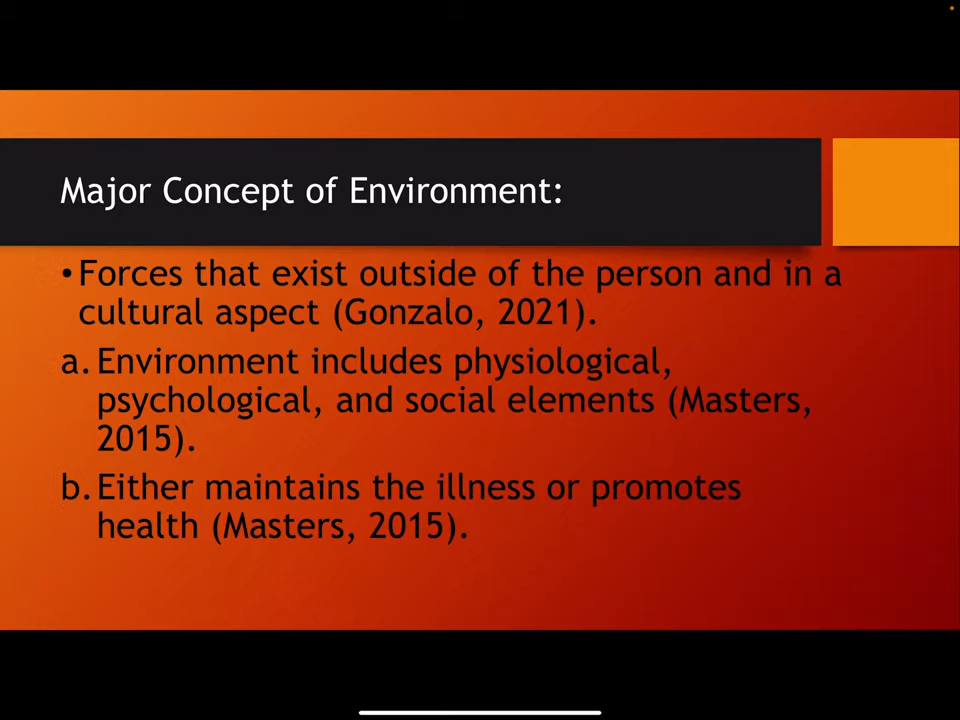 Major Concept of Environment:
• Forces that exist outside of the person and in a
cultural aspect (Gonzalo, 2021).
a. Environment includes physiological,
psychological, and social elements (Masters,
2015).
b. Either maintains the illness or promotes
health (Masters, 2015).